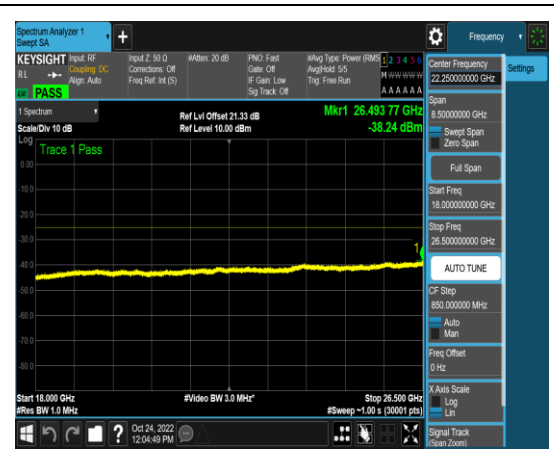 Spectrum Analyzer 1
Swept SA
Frequency
KEYSIGHT
RL
PASS
Input: RF
Coupling: DC
Align: Auto
Input Z: 50 Ω
Corrections: Off
Freq Ref: Int (S)
#Atten: 20 dB
PNO: Fast
Gate: Off
IF Gain: Low
Sig Track: Off
#Avg Type: Power (RMS
Avg|Hold: 5/5
Trig: Free Run
1 2 3 4 5 6
M W W W W W
A A A A A A
1 Spectrum
Scale/Div 10 dB
Ref Lvl Offset 21.33 dB
Ref Level 10.00 dBm
Mkr1 26.493 77 GHz
-38.24 dBm
Log
Trace 1 Pass
0.00
-10.0
-20.0
-30.0
-40.0
-50.0
-60.0
-70.0
-80.0
1
Start 18.000 GHz
#Res BW 1.0 MHz
#Video BW 3.0 MHz*
Stop 26.500 GHz
#Sweep ~1.00 s (30001 pts)
Center Frequency
22.250000000 GHz
Settings
Span
8.50000000 GHz
Swept Span
Zero Span
Full Span
Start Freq
18.000000000 GHz
Stop Freq
26.500000000 GHz
AUTO TUNE
CF Step
850.000000 MHz
Auto
Man
Freq Offset
0 Hz
X Axis Scale
Log
Lin
Signal Track
(Span Zoom)
?
Oct 24, 2022
12:04:49 PM